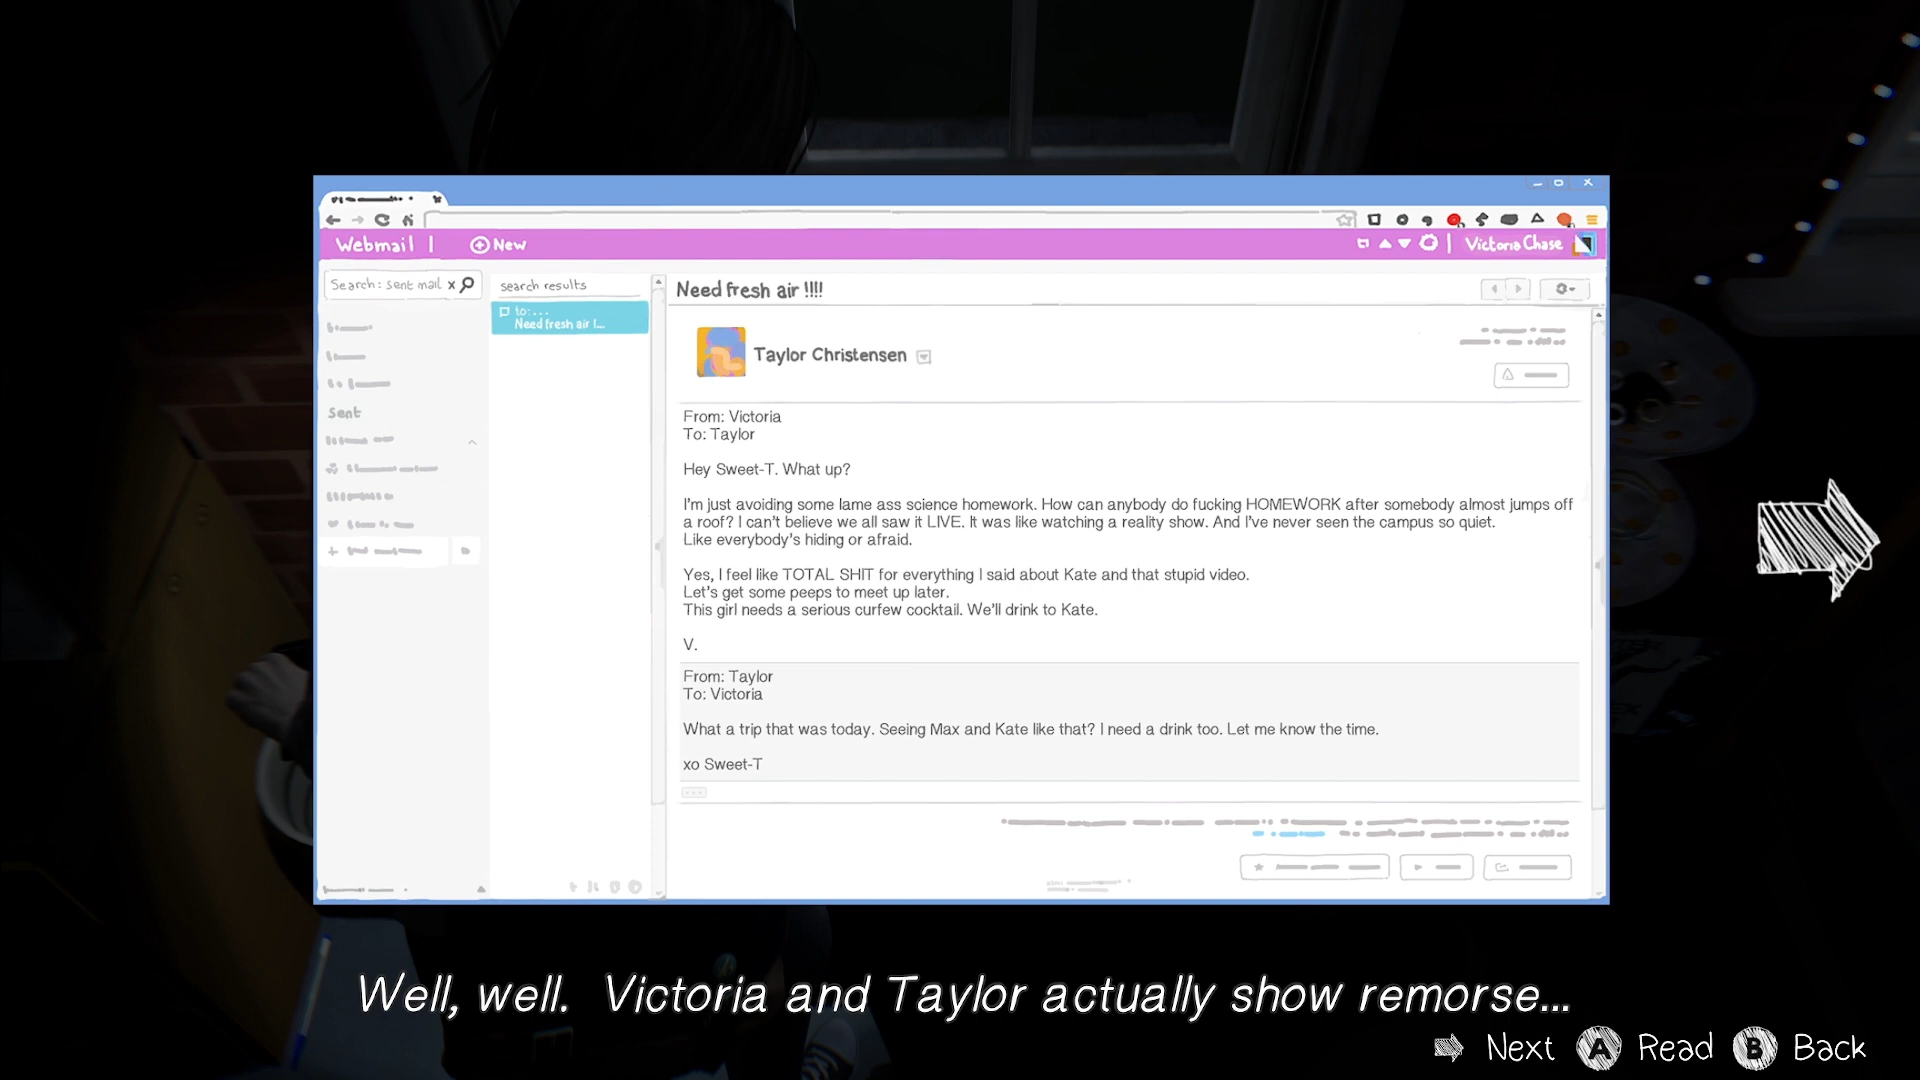 Webmail |
New
Victoria Chase
Search: sent mail x
search results
Need fresh air !!!!
to:...
Need fresh air !...
Taylor Christensen
Sent
From: Victoria
To: Taylor
Hey Sweet-T. What up?
I'm just avoiding some lame ass science homework. How can anybody do fucking HOMEWORK after somebody almost jumps off
a roof? I can't believe we all saw it LIVE. It was like watching a reality show. And I've never seen the campus so quiet.
Like everybody's hiding or afraid.
Yes, I feel like TOTAL SHIT for everything I said about Kate and that stupid video.
Let's get some peeps to meet up later.
This girl needs a serious curfew cocktail. We'll drink to Kate.
V.
From: Taylor
To: Victoria
What a trip that was today. Seeing Max and Kate like that? I need a drink too. Let me know the time.
xo Sweet-T
Well, well. Victoria and Taylor actually show remorse...
Next A Read B Back